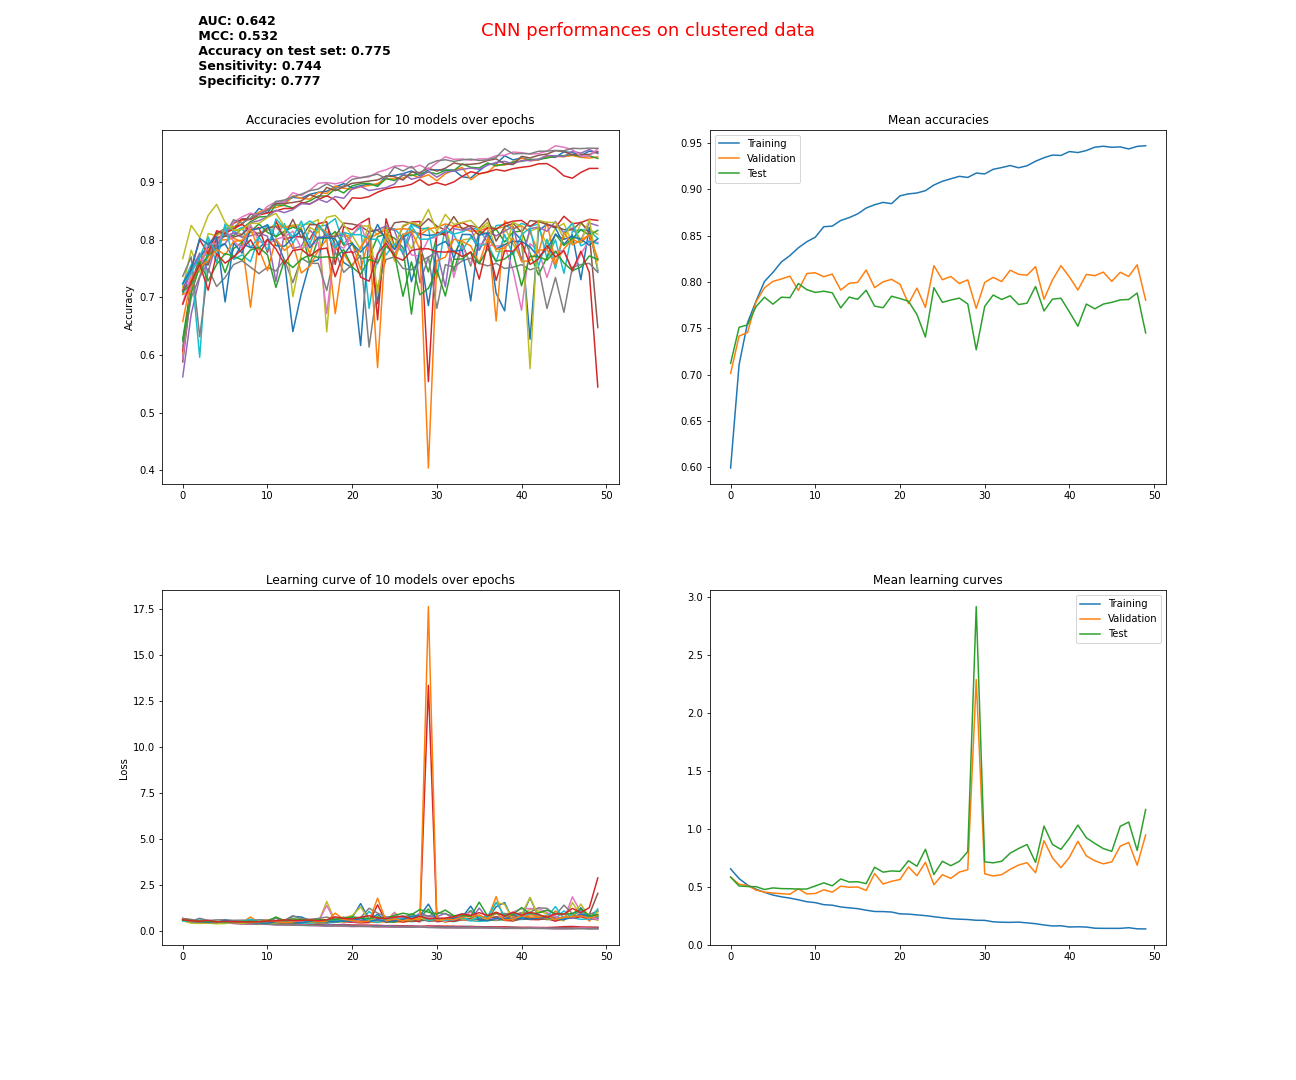 AUC: 0.642
MCC: 0.532
Accuracy on test set: 0.775
Sensitivity: 0.744
Specificity: 0.777
CNN performances on clustered data
Accuracies evolution for 10 models over epochs
Accuracy
0.9
0.8
0.7
0.6
0.5
0.4
0
10
20
30
40
50
Mean accuracies
Training
Validation
Test
0.95
0.90
0.85
0.80
0.75
0.70
0.65
0.60
0
10
20
30
40
50
Learning curve of 10 models over epochs
Loss
17.5
15.0
12.5
10.0
7.5
5.0
2.5
0.0
0
10
20
30
40
50
Mean learning curves
Training
Validation
Test
3.0
2.5
2.0
1.5
1.0
0.5
0.0
0
10
20
30
40
50